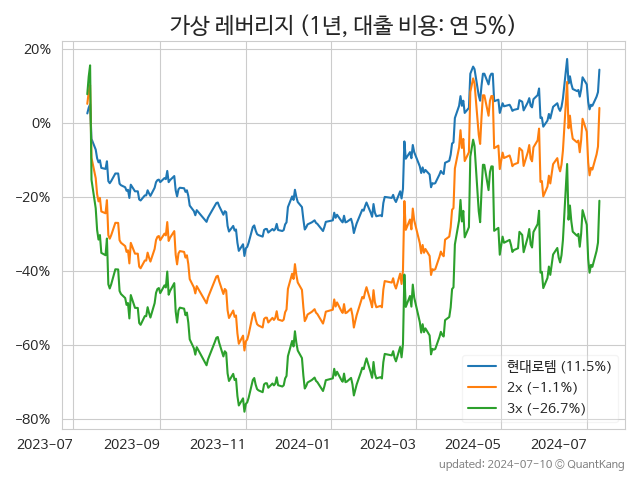 가상 레버리지 (1년, 대출 비용: 연 5%)
20%
0%
−20%
−40%
−60%
−80%
현대로템 (11.5%)
2x (−1.1%)
3x (−26.7%)
2023-07 2023-09 2023-11 2024-01 2024-03 2024-05 2024-07
updated: 2024-07-10 © QuantKang